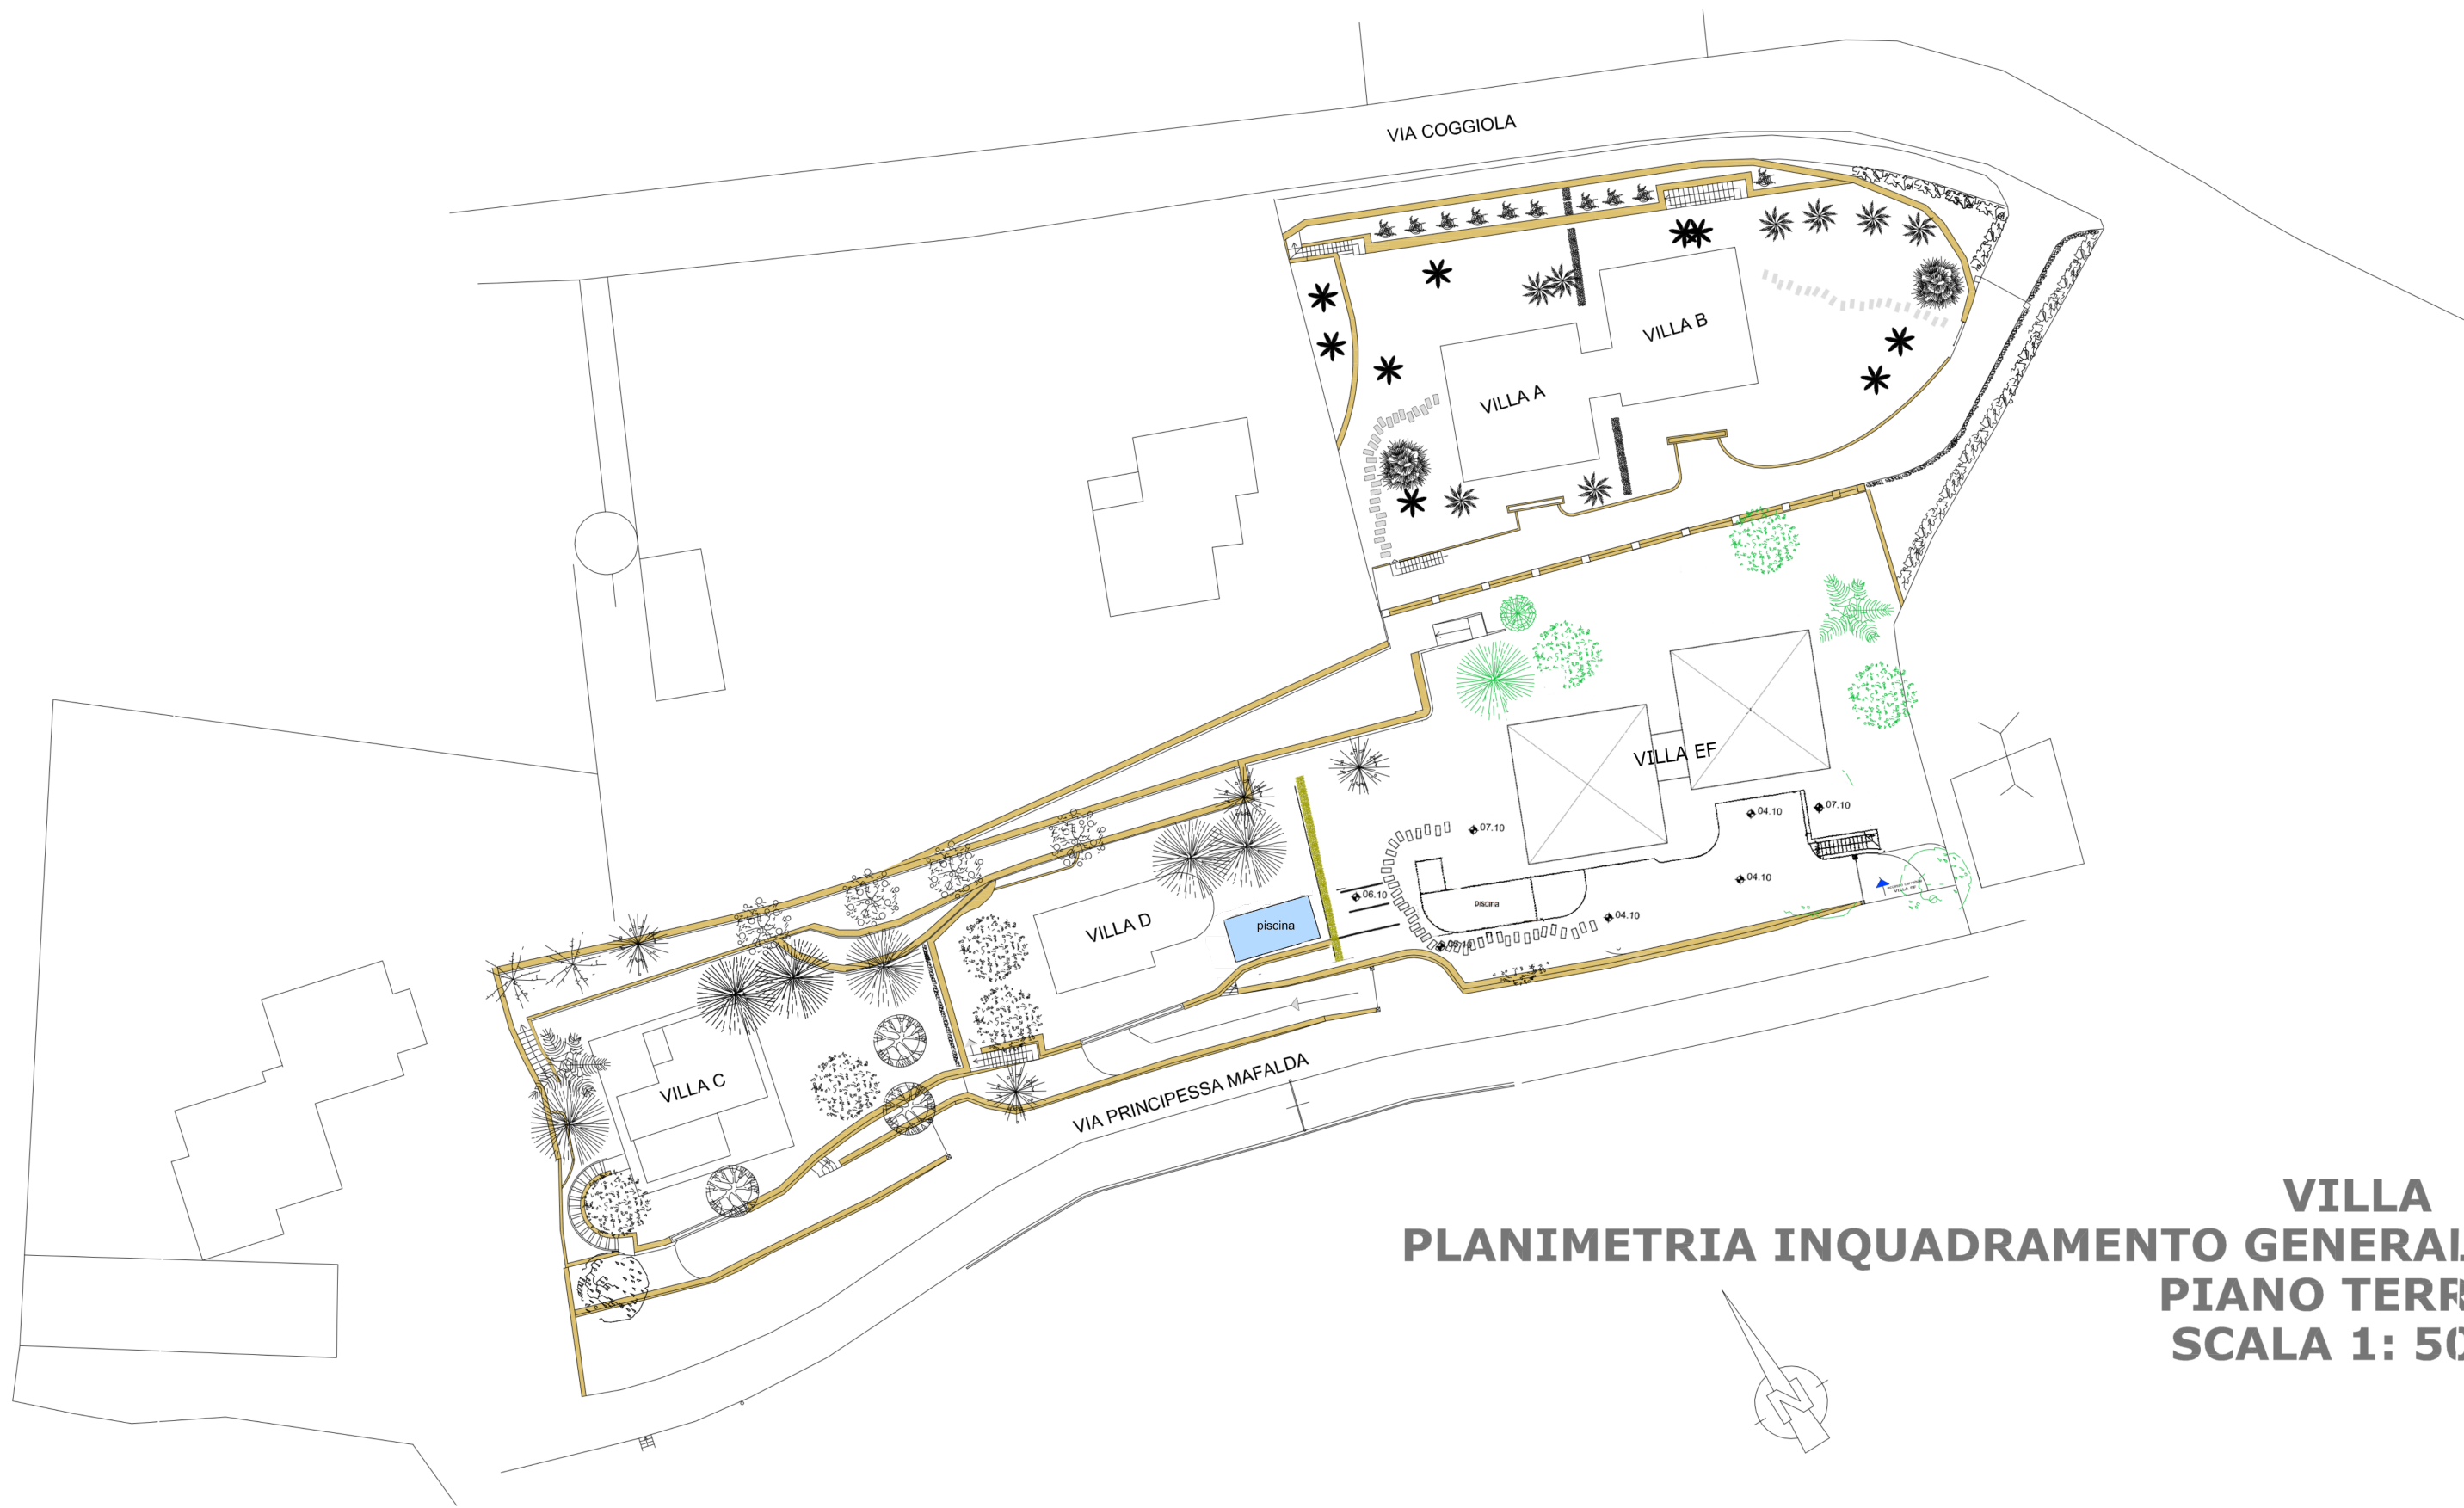 VIA COGGIOLA
VILLA B
VILLA A
VILLA EF
04.10
07.10
07.10
04.10
06.10
piscina
04.10
VILLA D
piscina
VILLA C
VIA PRINCIPESSA MAFALDA
VILLA
PLANIMETRIA INQUADRAMENTO GENERAL
PIANO TERR
SCALA 1: 50
N